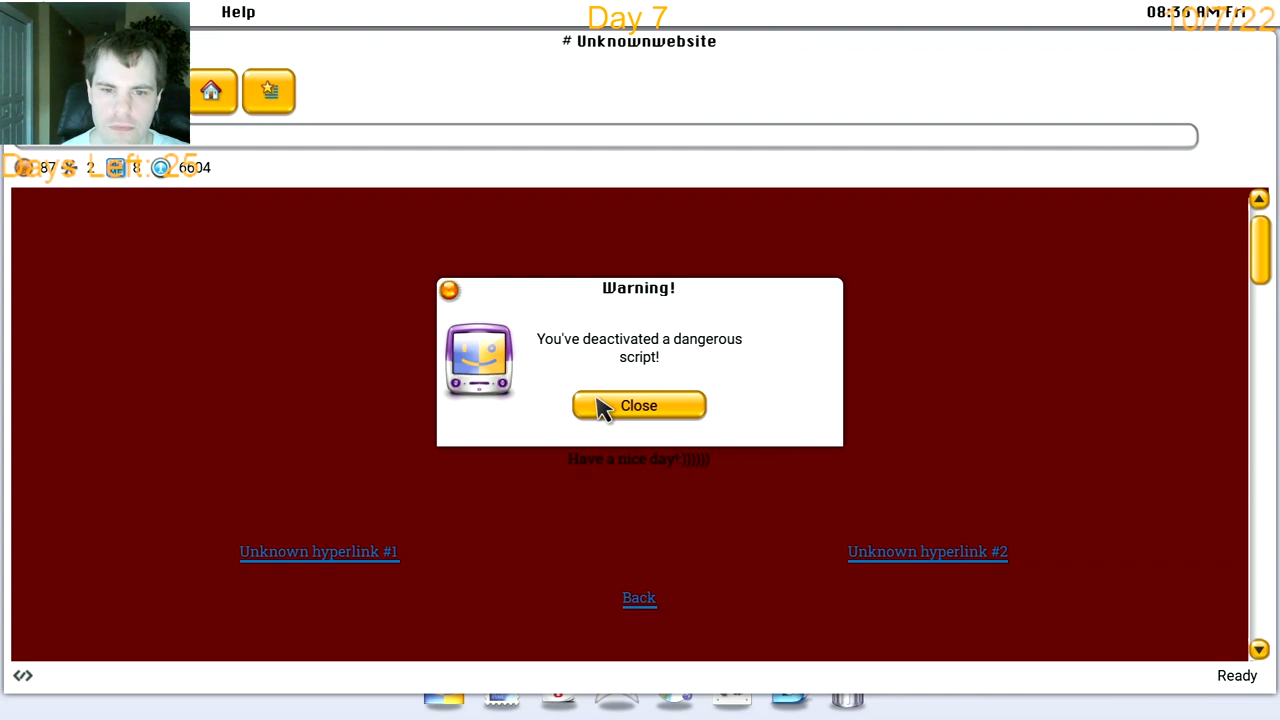 Help
Day 7
08:36 AM Fri
10/7/22
# Unknownwebsite
Days Left: 25
87 2 8 6604
Warning!
You've deactivated a dangerous
script!
Close
Have a nice day!:))))))
Unknown hyperlink #1
Unknown hyperlink #2
Back
Ready